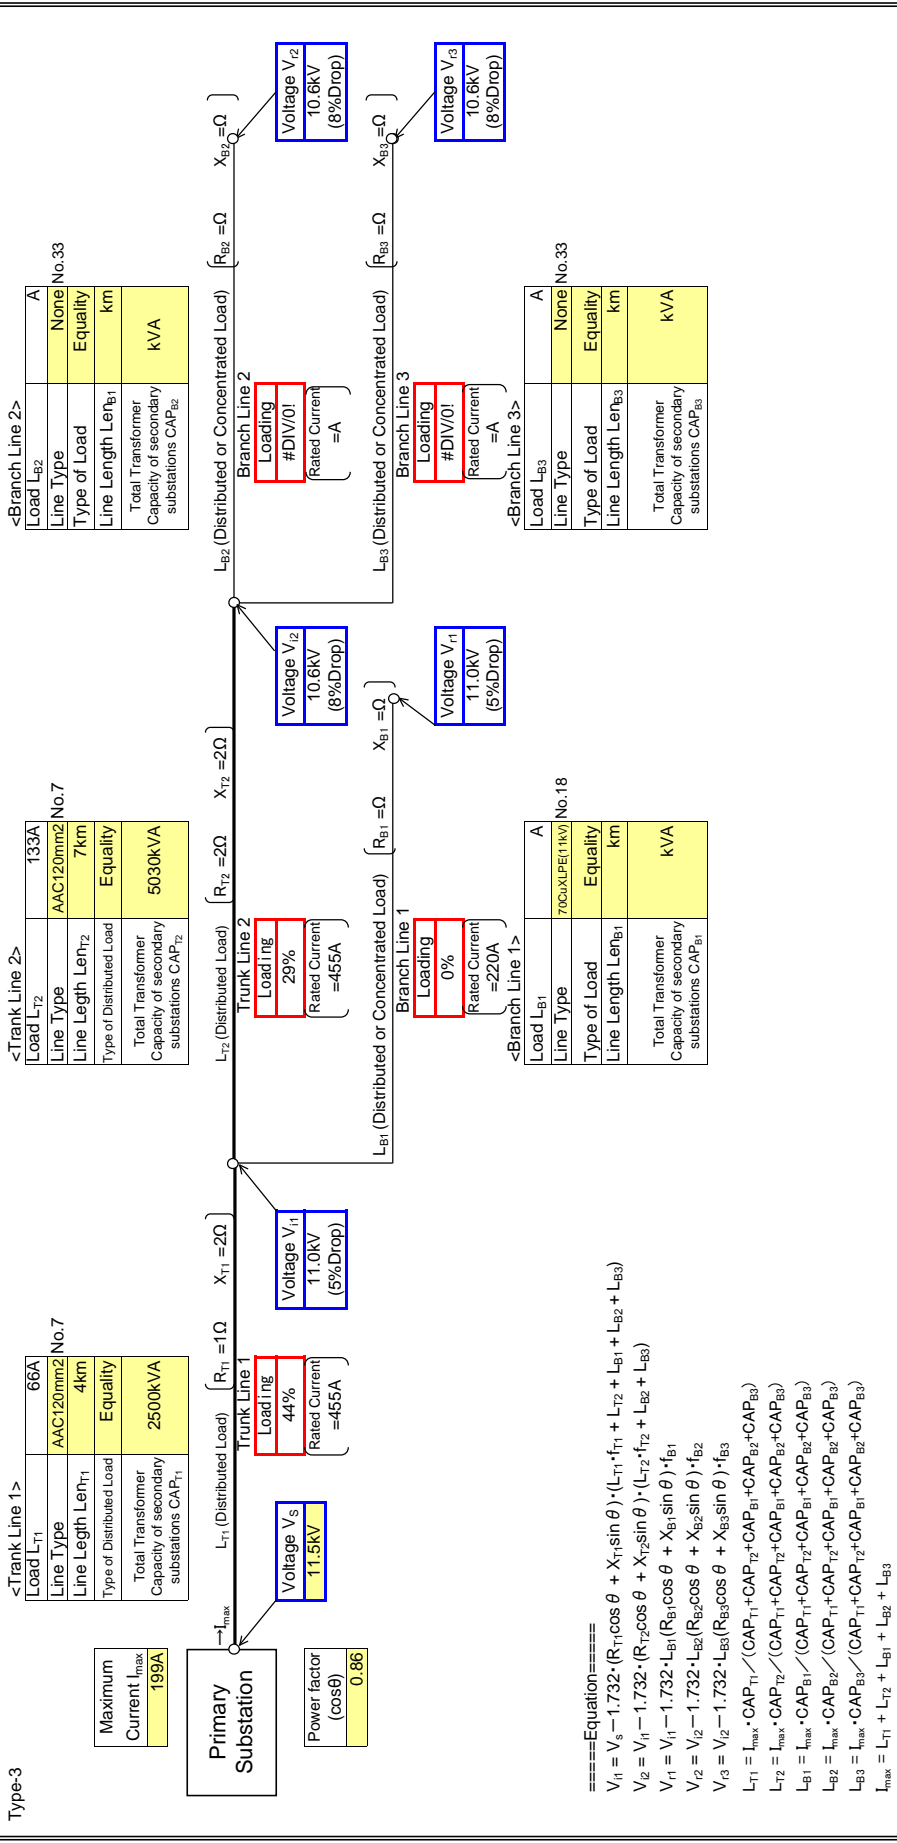 Type-3
Maximum
Current Imax
199A
Primary
Substation
Power factor
(cosθ)
0.86
→Imax
Voltage VS
11.5kV
<Trank Line 1>
Load LT1 66A
Line Type AAC120mm2 No.7
Line Legth LenT1 4km
Type of Distributed Load Equality
Total Transformer
Capacity of secondary
substations CAPT1
2500kVA
LT1 (Distributed Load) (RT1 =1Ω XT1 =2Ω)
Trunk Line 1
Loading
44%
Rated Current
=455A
Voltage Vi1
11.0kV
(5%Drop)
<Trank Line 2>
Load LT2 133A
Line Type AAC120mm2 No.7
Line Legth LenT2 7km
Type of Distributed Load Equality
Total Transformer
Capacity of secondary
substations CAPT2
5030kVA
LT2 (Distributed Load) (RT2 =2Ω XT2 =2Ω)
Trunk Line 2
Loading
29%
Rated Current
=455A
Voltage Vi2
10.6kV
(8%Drop)
LB1 (Distributed or Concentrated Load) (RB1 =Ω XB1 =Ω)
Branch Line 1
Loading
0%
Rated Current
=220A
Voltage Vr1
11.0kV
(5%Drop)
<Branch Line 1>
Load LB1 A
Line Type 70CuXLPE(11kV) No.18
Type of Load Equality
Line Length LenB1 km
Total Transformer
Capacity of secondary
substations CAPB1
kVA
<Branch Line 2>
Load LB2 A
Line Type None No.33
Type of Load Equality
Line Length LenB1 km
Total Transformer
Capacity of secondary
substations CAPB2
kVA
LB2 (Distributed or Concentrated Load) (RB2 =Ω XB2 =Ω)
Branch Line 2
Loading
#DIV/0!
Rated Current
=A
Voltage Vr2
10.6kV
(8%Drop)
LB3 (Distributed or Concentrated Load) (RB3 =Ω XB3 =Ω)
Branch Line 3
Loading
#DIV/0!
Rated Current
=A
Voltage Vr3
10.6kV
(8%Drop)
<Branch Line 3>
Load LB3 A
Line Type None No.33
Type of Load Equality
Line Length LenB3 km
Total Transformer
Capacity of secondary
substations CAPB3
kVA
=====Equation=====
Vi1 = Vs－1.732・(RT1cos θ + XT1sin θ)・(LT1・fT1 + LT2 + LB1 + LB2 + LB3)
Vi2 = Vi1－1.732・(RT2cos θ + XT2sin θ)・(LT2・fT2 + LB2 + LB3)
Vr1 = Vi1－1.732・LB1(RB1cos θ + XB1sin θ)・fB1
Vr2 = Vi2－1.732・LB2(RB2cos θ + XB2sin θ)・fB2
Vr3 = Vi2－1.732・LB3(RB3cos θ + XB3sin θ)・fB3
LT1 = Imax・CAPT1／(CAPT1+CAPT2+CAPB1+CAPB2+CAPB3)
LT2 = Imax・CAPT2／(CAPT1+CAPT2+CAPB1+CAPB2+CAPB3)
LB1 = Imax・CAPB1／(CAPT1+CAPT2+CAPB1+CAPB2+CAPB3)
LB2 = Imax・CAPB2／(CAPT1+CAPT2+CAPB1+CAPB2+CAPB3)
LB3 = Imax・CAPB3／(CAPT1+CAPT2+CAPB1+CAPB2+CAPB3)
Imax = LT1 + LT2 + LB1 + LB2 + LB3